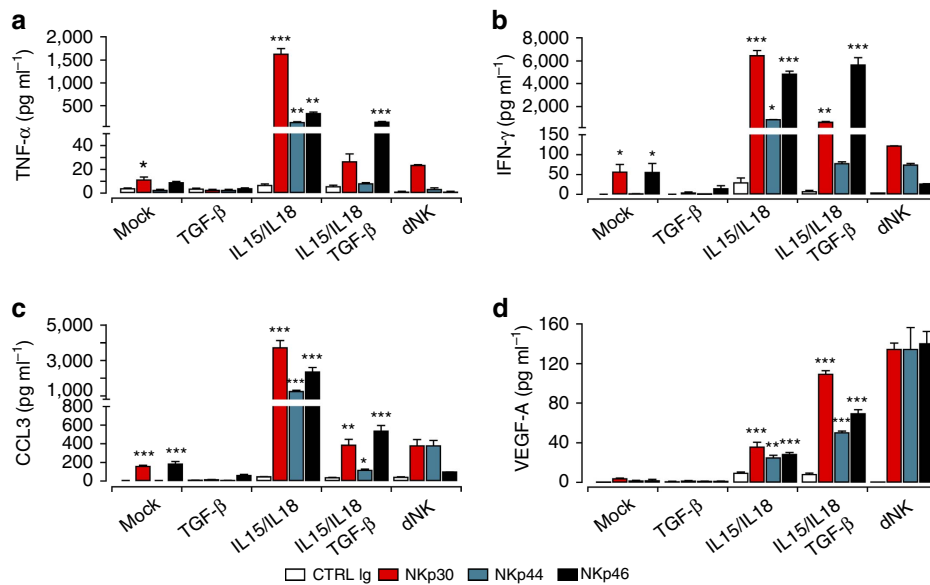 a
TNF-α (pg ml⁻¹)
2,000
1,500
1,000
500
40
20
0
*
***
**
**
***
Mock
TGF-β
IL15/IL18
IL15/IL18
TGF-β
dNK
b
IFN-γ (pg ml⁻¹)
8,000
6,000
4,000
2,000
150
100
50
0
*
*
***
*
***
**
***
Mock
TGF-β
IL15/IL18
IL15/IL18
TGF-β
dNK
c
CCL3 (pg ml⁻¹)
5,000
3,000
1,000
800
600
400
200
0
***
***
***
***
***
**
*
***
Mock
TGF-β
IL15/IL18
IL15/IL18
TGF-β
dNK
d
VEGF-A (pg ml⁻¹)
160
120
80
40
0
***
**
***
***
***
***
Mock
TGF-β
IL15/IL18
IL15/IL18
TGF-β
dNK
CTRL Ig NKp30 NKp44 NKp46